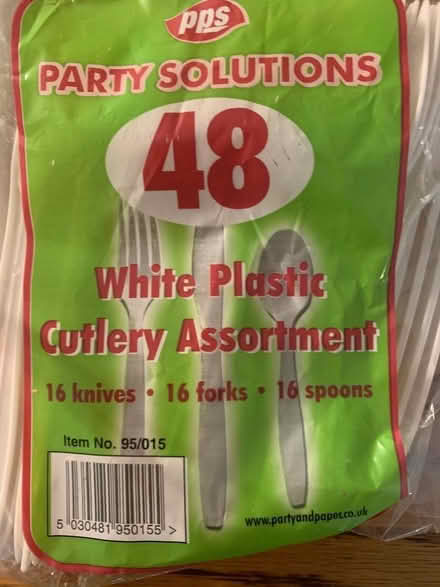 pps
PARTY SOLUTIONS
48
White Plastic
Cutlery Assortment
16 knives • 16 forks • 16 spoons
Item No. 95/015
5 030481 950155 >
www.partyandpaper.co.uk